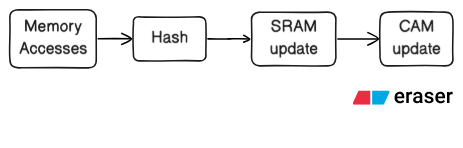 Memory
Accesses
Hash
SRAM
update
CAM
update
eraser